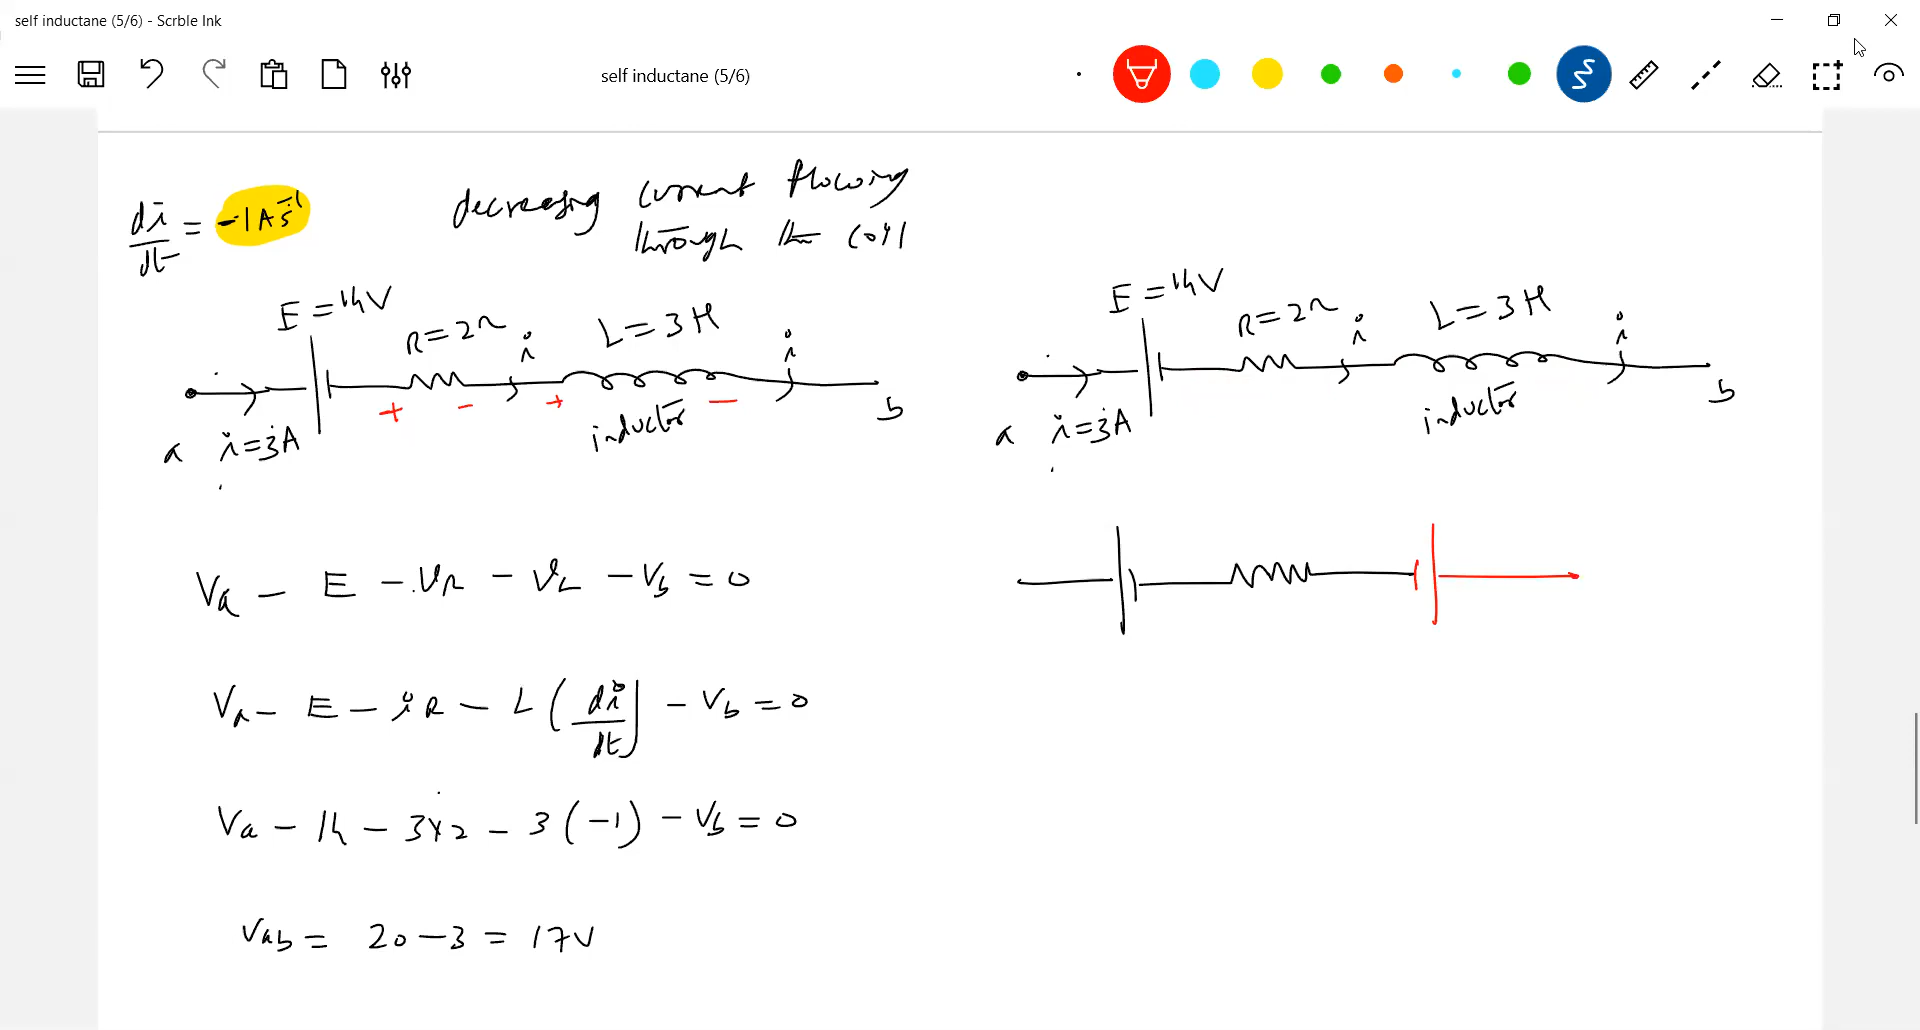 self inductane (5/6) - Scrble Ink
self inductane (5/6)
di/dt = -1 A s⁻¹
decreasing current flowing
through the coil
E = 14V
R = 2Ω
i
L = 3H
i
a
i = 3A
inductor
b
+ - + -
E = 14V
R = 2Ω
i
L = 3H
i
a
i = 3A
inductor
b
Va - E - VR - VL - Vb = 0
Va - E - iR - L (di/dt) - Vb = 0
Va - 14 - 3x2 - 3(-1) - Vb = 0
Vab = 20 - 3 = 17V